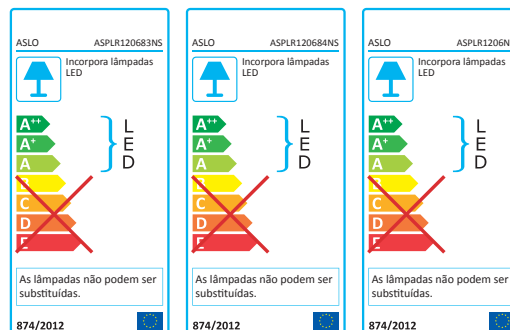 ASLO ASPLR120683NS
Incorpora lâmpadas
LED
A++
A+
A
B
C
D
E
L
E
D
As lâmpadas não podem ser
substituídas.
874/2012
ASLO ASPLR120684NS
Incorpora lâmpadas
LED
A++
A+
A
B
C
D
E
L
E
D
As lâmpadas não podem ser
substituídas.
874/2012
ASLO ASPLR1206N
Incorpora lâmpadas
LED
A++
A+
A
B
C
D
E
L
E
D
As lâmpadas não podem ser
substituídas.
874/2012